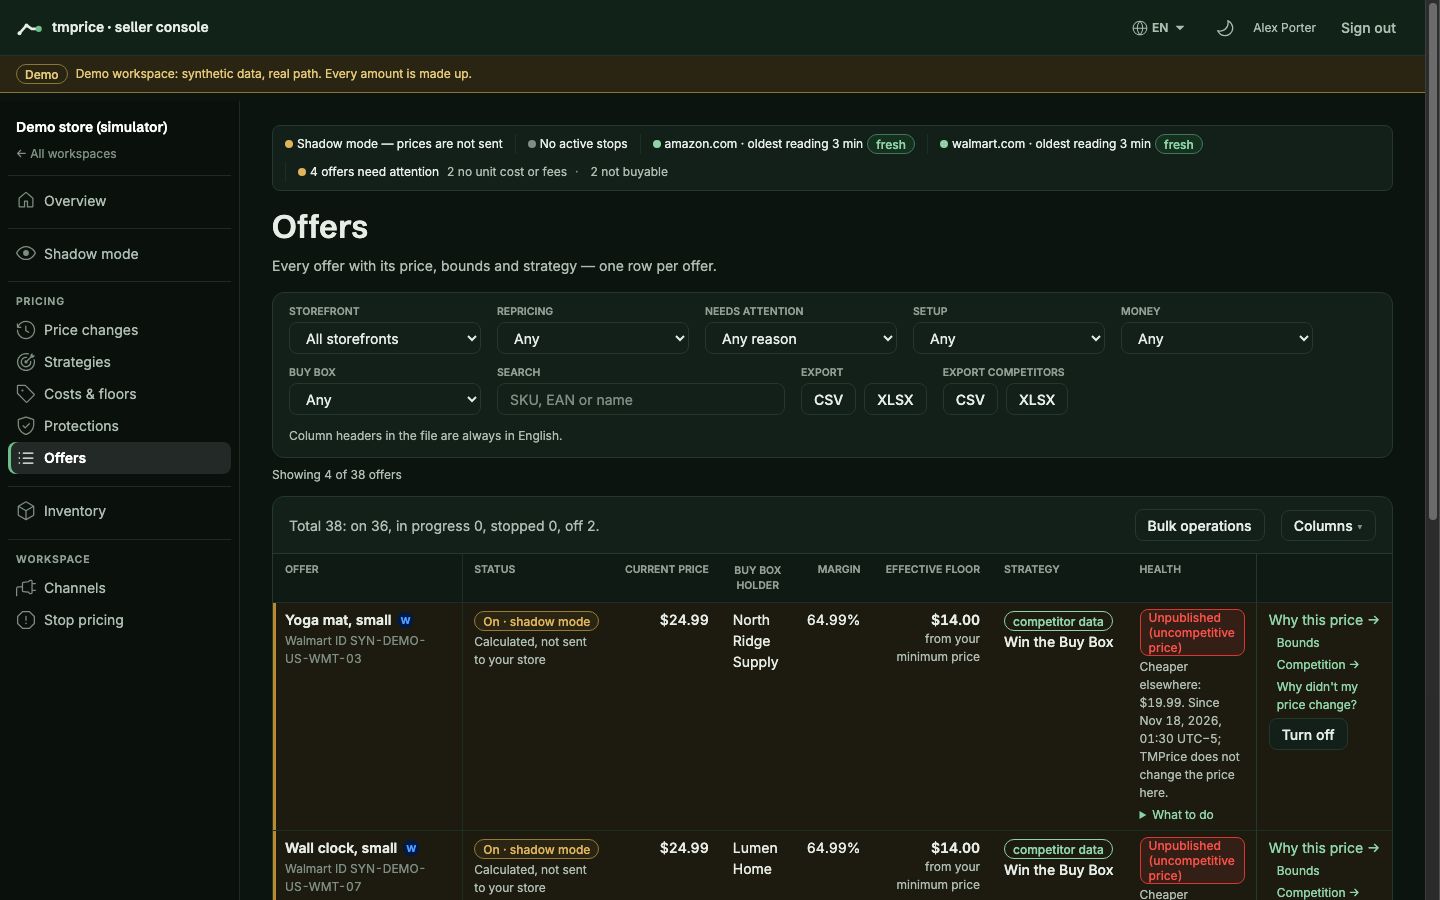 tmprice · seller console
EN
Alex Porter
Sign out
Demo
Demo workspace: synthetic data, real path. Every amount is made up.
Demo store (simulator)
← All workspaces
Overview
Shadow mode
PRICING
Price changes
Strategies
Costs & floors
Protections
Offers
Inventory
WORKSPACE
Channels
Stop pricing
Shadow mode — prices are not sent
No active stops
amazon.com · oldest reading 3 min fresh
walmart.com · oldest reading 3 min fresh
4 offers need attention 2 no unit cost or fees · 2 not buyable
Offers
Every offer with its price, bounds and strategy — one row per offer.
STOREFRONT REPRICING NEEDS ATTENTION SETUP MONEY
All storefronts Any Any reason Any Any
BUY BOX SEARCH EXPORT EXPORT COMPETITORS
Any SKU, EAN or name CSV XLSX CSV XLSX
Column headers in the file are always in English.
Showing 4 of 38 offers
Total 38: on 36, in progress 0, stopped 0, off 2.
Bulk operations
Columns ▾
OFFER STATUS CURRENT PRICE BUY BOX HOLDER MARGIN EFFECTIVE FLOOR STRATEGY HEALTH
Yoga mat, small W
Walmart ID SYN-DEMO-
US-WMT-03
On · shadow mode
Calculated, not sent
to your store
$24.99
North
Ridge
Supply
64.99%
$14.00
from your
minimum price
competitor data
Win the Buy Box
Unpublished
(uncompetitive
price)
Cheaper
elsewhere:
$19.99. Since
Nov 18, 2026,
01:30 UTC−5;
TMPrice does not
change the price
here.
▶ What to do
Why this price →
Bounds
Competition →
Why didn't my
price change?
Turn off
Wall clock, small W
Walmart ID SYN-DEMO-
US-WMT-07
On · shadow mode
Calculated, not sent
to your store
$24.99
Lumen
Home
64.99%
$14.00
from your
minimum price
competitor data
Win the Buy Box
Unpublished
(uncompetitive
price)
Cheaper
Why this price →
Bounds
Competition →